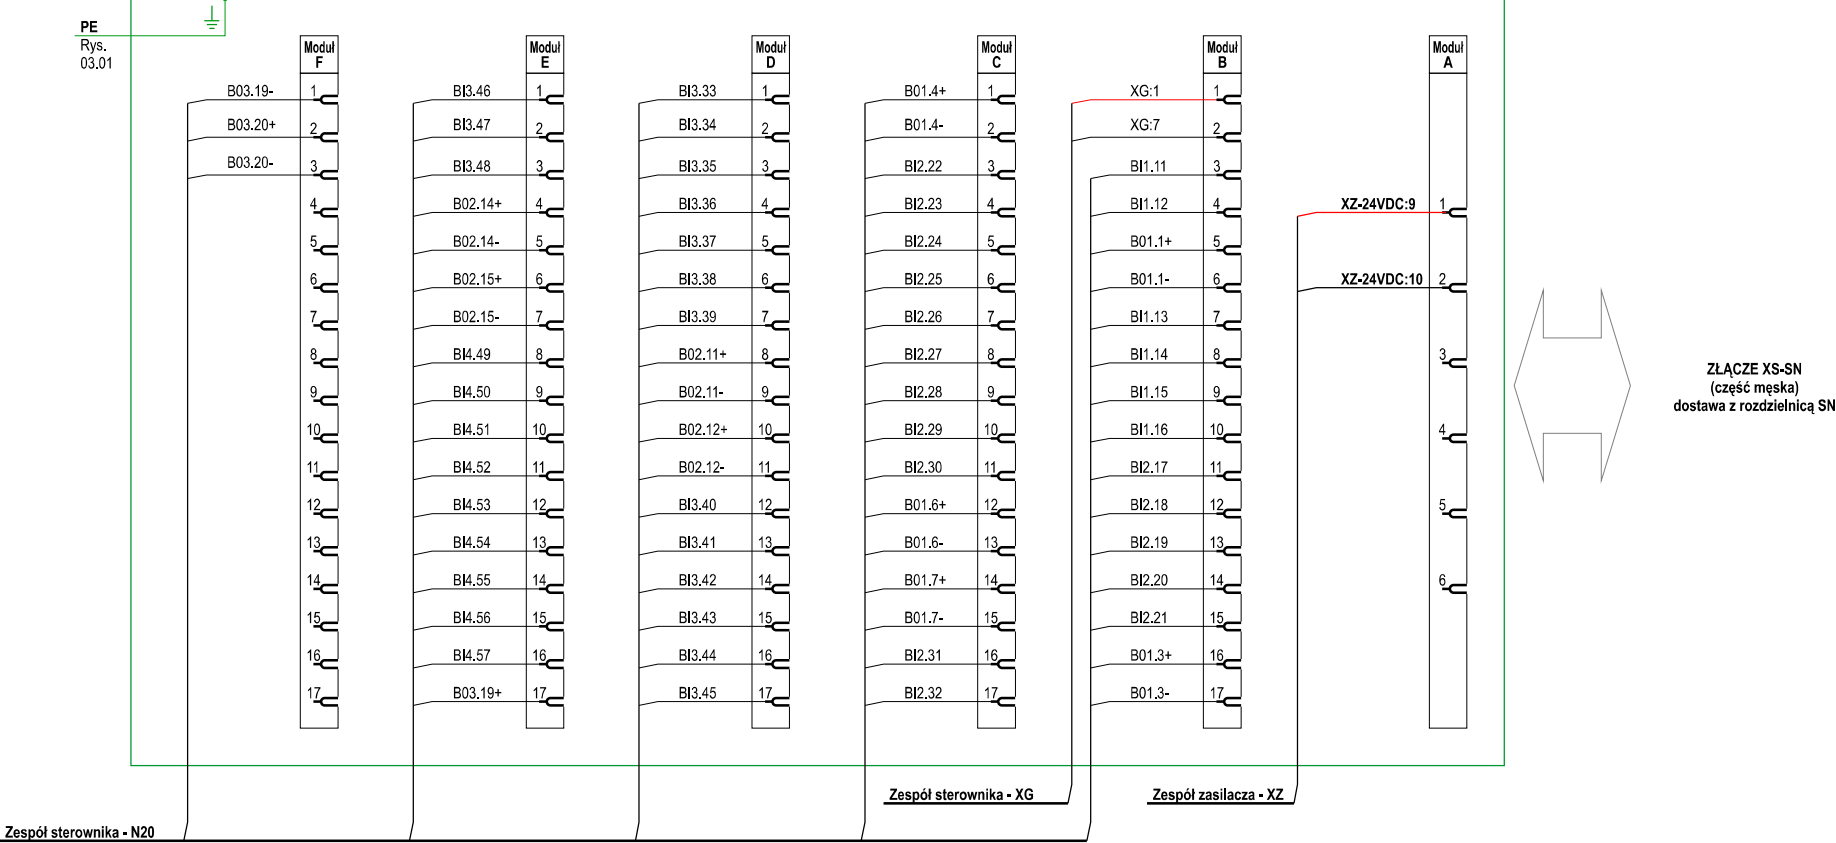 PE
Rys.
03.01
Moduł
F
B03.19- 1
B03.20+ 2
B03.20- 3
4
5
6
7
8
9
10
11
12
13
14
15
16
17
Moduł
E
BI3.46 1
BI3.47 2
BI3.48 3
B02.14+ 4
B02.14- 5
B02.15+ 6
B02.15- 7
BI4.49 8
BI4.50 9
BI4.51 10
BI4.52 11
BI4.53 12
BI4.54 13
BI4.55 14
BI4.56 15
BI4.57 16
B03.19+ 17
Moduł
D
BI3.33 1
BI3.34 2
BI3.35 3
BI3.36 4
BI3.37 5
BI3.38 6
BI3.39 7
B02.11+ 8
B02.11- 9
B02.12+ 10
B02.12- 11
BI3.40 12
BI3.41 13
BI3.42 14
BI3.43 15
BI3.44 16
BI3.45 17
Moduł
C
B01.4+ 1
B01.4- 2
BI2.22 3
BI2.23 4
BI2.24 5
BI2.25 6
BI2.26 7
BI2.27 8
BI2.28 9
BI2.29 10
BI2.30 11
B01.6+ 12
B01.6- 13
B01.7+ 14
B01.7- 15
BI2.31 16
BI2.32 17
Moduł
B
XG:1 1
XG:7 2
BI1.11 3
BI1.12 4
B01.1+ 5
B01.1- 6
BI1.13 7
BI1.14 8
BI1.15 9
BI1.16 10
BI2.17 11
BI2.18 12
BI2.19 13
BI2.20 14
BI2.21 15
B01.3+ 16
B01.3- 17
Moduł
A
XZ-24VDC:9 1
XZ-24VDC:10 2
3
4
5
6
ZŁĄCZE XS-SN
(część męska)
dostawa z rozdzielnicą SN
Zespół sterownika - XG
Zespół zasilacza - XZ
Zespół sterownika - N20